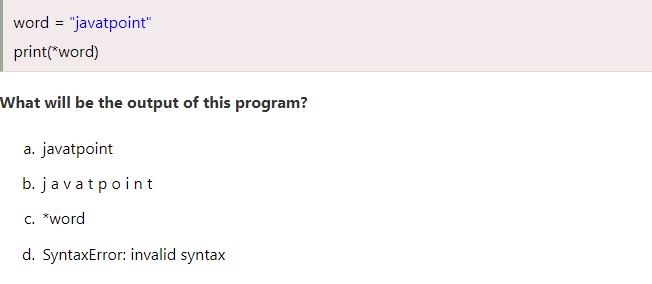 word = "javatpoint"
print(*word)
What will be the output of this program?
a. javatpoint
b. j a v a t p o i n t
c. *word
d. SyntaxError: invalid syntax